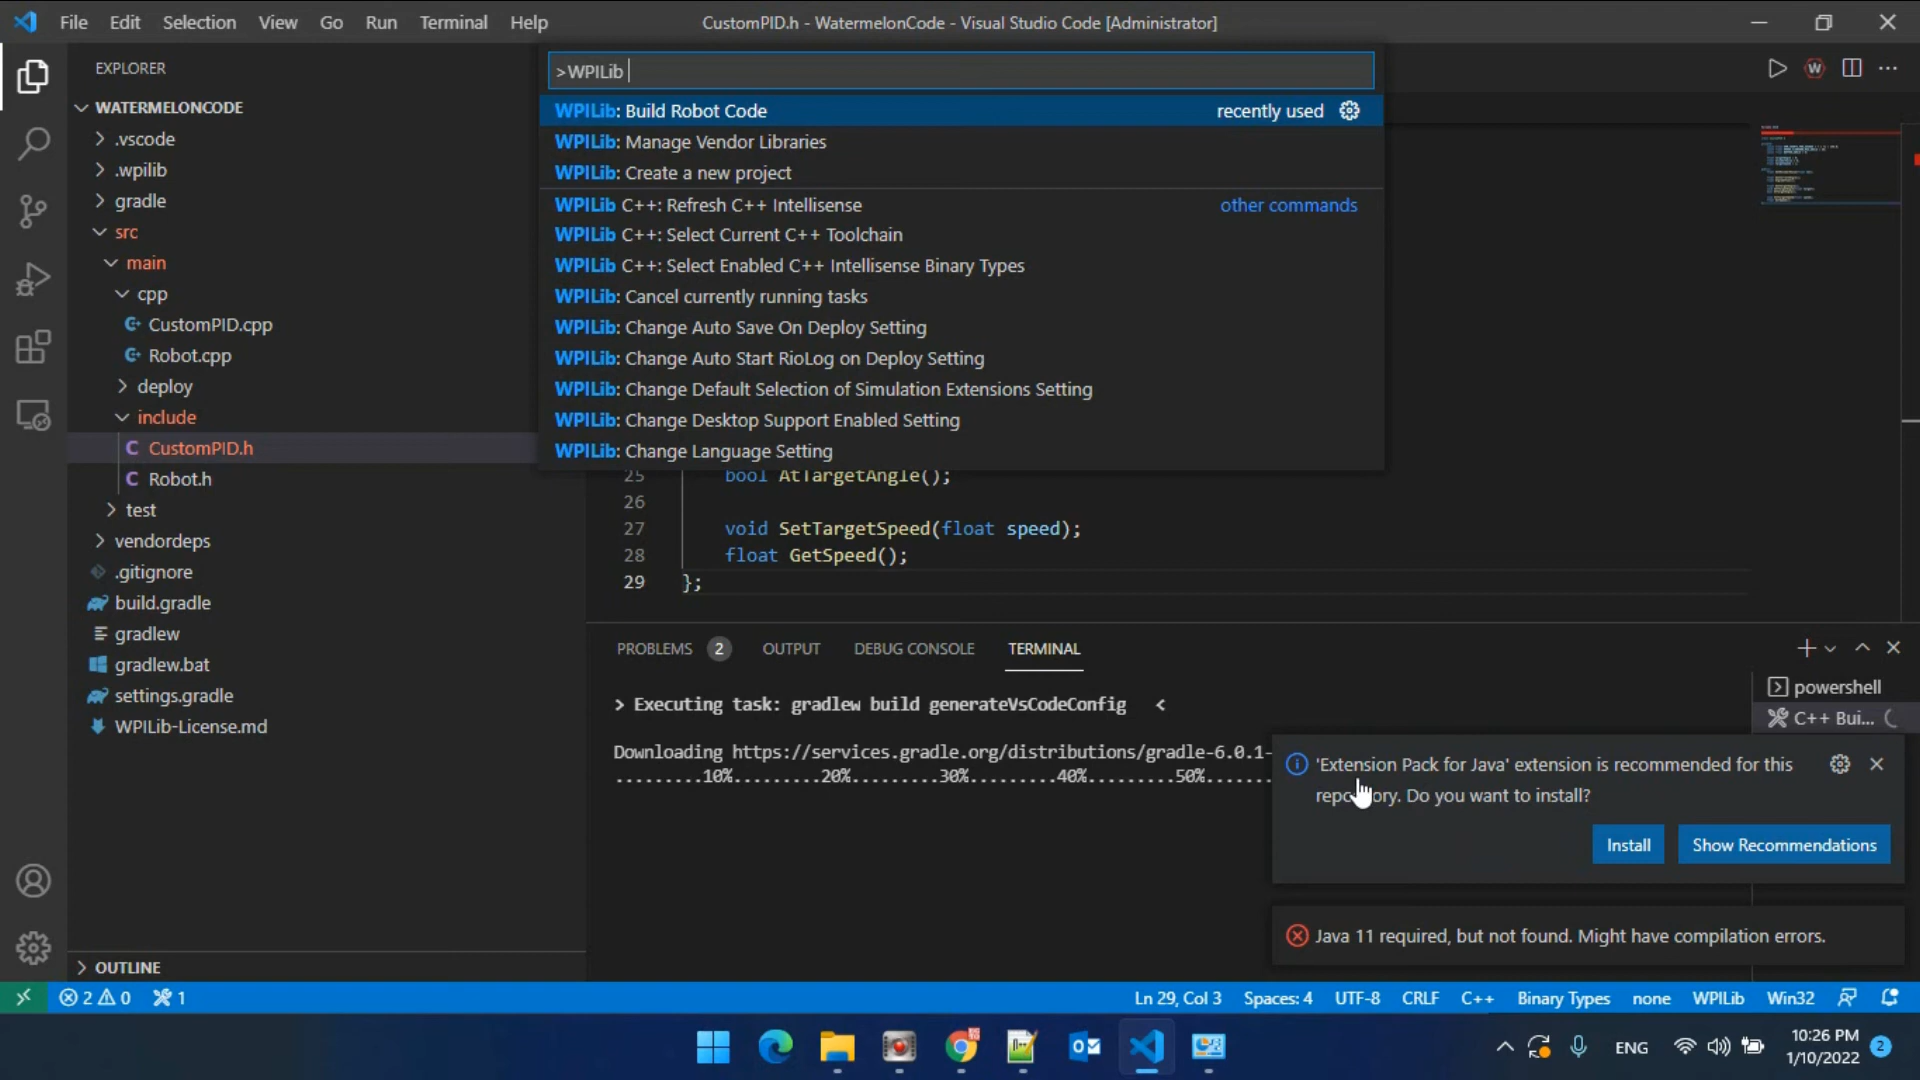 File Edit Selection View Go Run Terminal Help
CustomPID.h - WatermelonCode - Visual Studio Code [Administrator]
EXPLORER
WATERMELONCODE
.vscode
.wpilib
gradle
src
main
cpp
CustomPID.cpp
Robot.cpp
deploy
include
CustomPID.h
Robot.h
test
vendordeps
.gitignore
build.gradle
gradlew
gradlew.bat
settings.gradle
WPILib-License.md
OUTLINE
>WPILib
WPILib: Build Robot Code recently used
WPILib: Manage Vendor Libraries
WPILib: Create a new project
WPILib C++: Refresh C++ Intellisense other commands
WPILib C++: Select Current C++ Toolchain
WPILib C++: Select Enabled C++ Intellisense Binary Types
WPILib: Cancel currently running tasks
WPILib: Change Auto Save On Deploy Setting
WPILib: Change Auto Start RioLog on Deploy Setting
WPILib: Change Default Selection of Simulation Extensions Setting
WPILib: Change Desktop Support Enabled Setting
WPILib: Change Language Setting
25 bool AtTargetAngle();
26
27 void SetTargetSpeed(float speed);
28 float GetSpeed();
29 };
PROBLEMS 2 OUTPUT DEBUG CONSOLE TERMINAL
> Executing task: gradlew build generateVsCodeConfig <
Downloading https://services.gradle.org/distributions/gradle-6.0.1-
.........10%.........20%.........30%.........40%.........50%.......
powershell
C++ Bui...
'Extension Pack for Java' extension is recommended for this
repository. Do you want to install?
Install Show Recommendations
Java 11 required, but not found. Might have compilation errors.
2 0 1 Ln 29, Col 3 Spaces: 4 UTF-8 CRLF C++ Binary Types none WPILib Win32
ENG
10:26 PM
1/10/2022
2